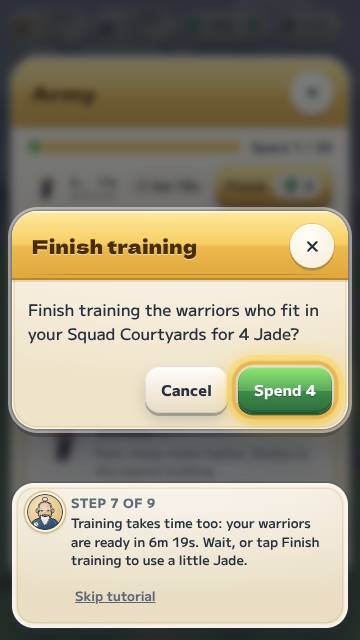 Army
Finish training
Finish training the warriors who fit in
your Squad Courtyards for 4 Jade?
Cancel
Spend 4
STEP 7 OF 9
Training takes time too: your warriors
are ready in 6m 19s. Wait, or tap Finish
training to use a little Jade.
Skip tutorial